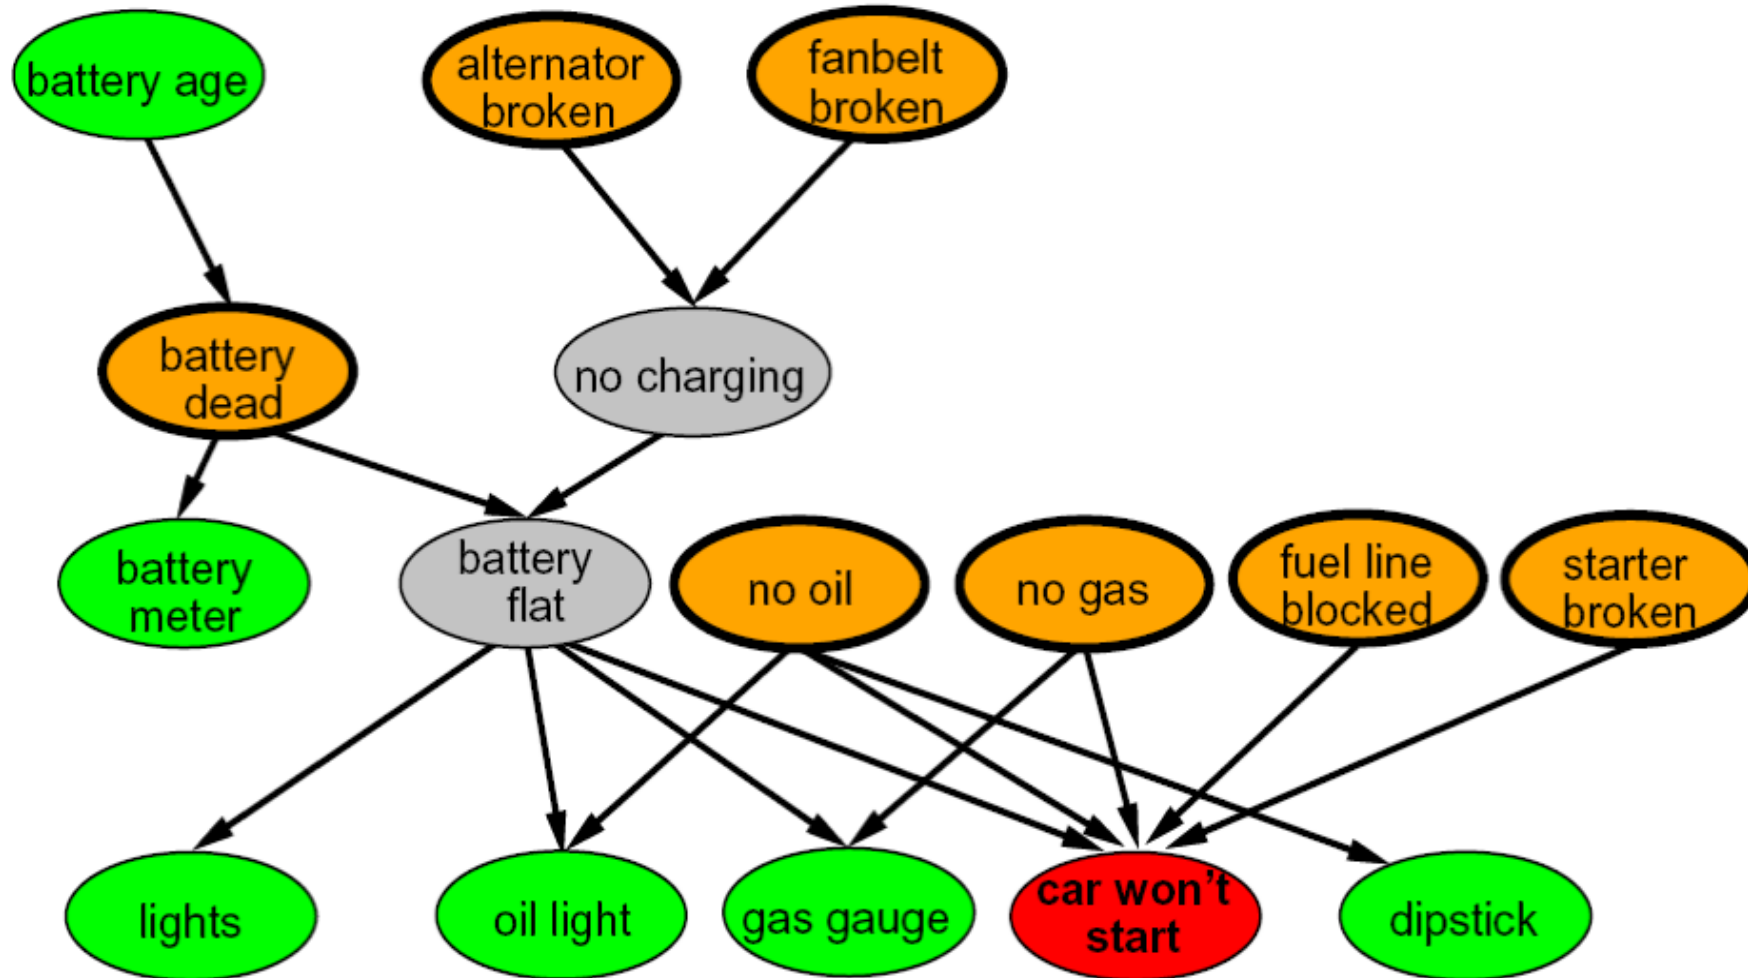 battery age
alternator
broken
fanbelt
broken
battery
dead
no charging
battery
meter
battery
flat
no oil
no gas
fuel line
blocked
starter
broken
lights
oil light
gas gauge
car won't
start
dipstick